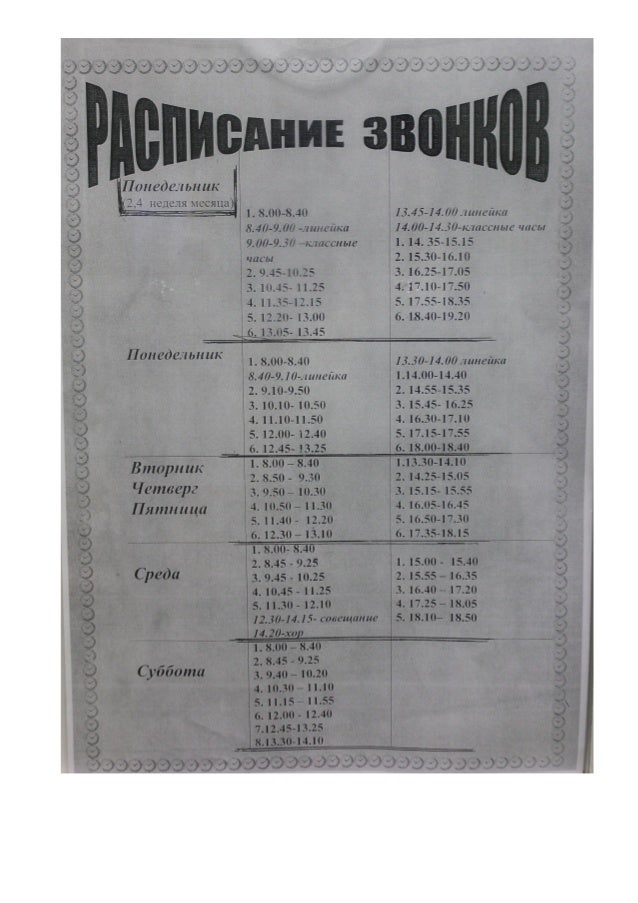 РАСПИСАНИЕ ЗВОНКОВ
Понедельник
(2,4 неделя месяца)
1. 8.00-8.40
8.40-9.00 -линейка
9.00-9.30 –классные
часы
2. 9.45-10.25
3. 10.45- 11.25
4. 11.35-12.15
5. 12.20- 13.00
6. 13.05- 13.45
13.45-14.00 линейка
14.00-14.30-классные часы
1. 14. 35-15.15
2. 15.30-16.10
3. 16.25-17.05
4. 17.10-17.50
5. 17.55-18.35
6. 18.40-19.20
Понедельник
1. 8.00-8.40
8.40-9.10-линейка
2. 9.10-9.50
3. 10.10- 10.50
4. 11.10-11.50
5. 12.00- 12.40
6. 12.45- 13.25
13.30-14.00 линейка
1.14.00-14.40
2. 14.55-15.35
3. 15.45- 16.25
4. 16.30-17.10
5. 17.15-17.55
6. 18.00-18.40
Вторник
Четверг
Пятница
1. 8.00 – 8.40
2. 8.50 - 9.30
3. 9.50 – 10.30
4. 10.50 – 11.30
5. 11.40 - 12.20
6. 12.30 – 13.10
1.13.30-14.10
2. 14.25-15.05
3. 15.15- 15.55
4. 16.05-16.45
5. 16.50-17.30
6. 17.35-18.15
Среда
1. 8.00- 8.40
2. 8.45 - 9.25
3. 9.45 - 10.25
4. 10.45 - 11.25
5. 11.30 - 12.10
12.30-14.15- совещание
14.20-хор
1. 15.00 - 15.40
2. 15.55 – 16.35
3. 16.40 – 17.20
4. 17.25 – 18.05
5. 18.10– 18.50
Суббота
1. 8.00 – 8.40
2. 8.45 - 9.25
3. 9.40 – 10.20
4. 10.30 – 11.10
5. 11.15 – 11.55
6. 12.00 - 12.40
7.12.45-13.25
8.13.30-14.10